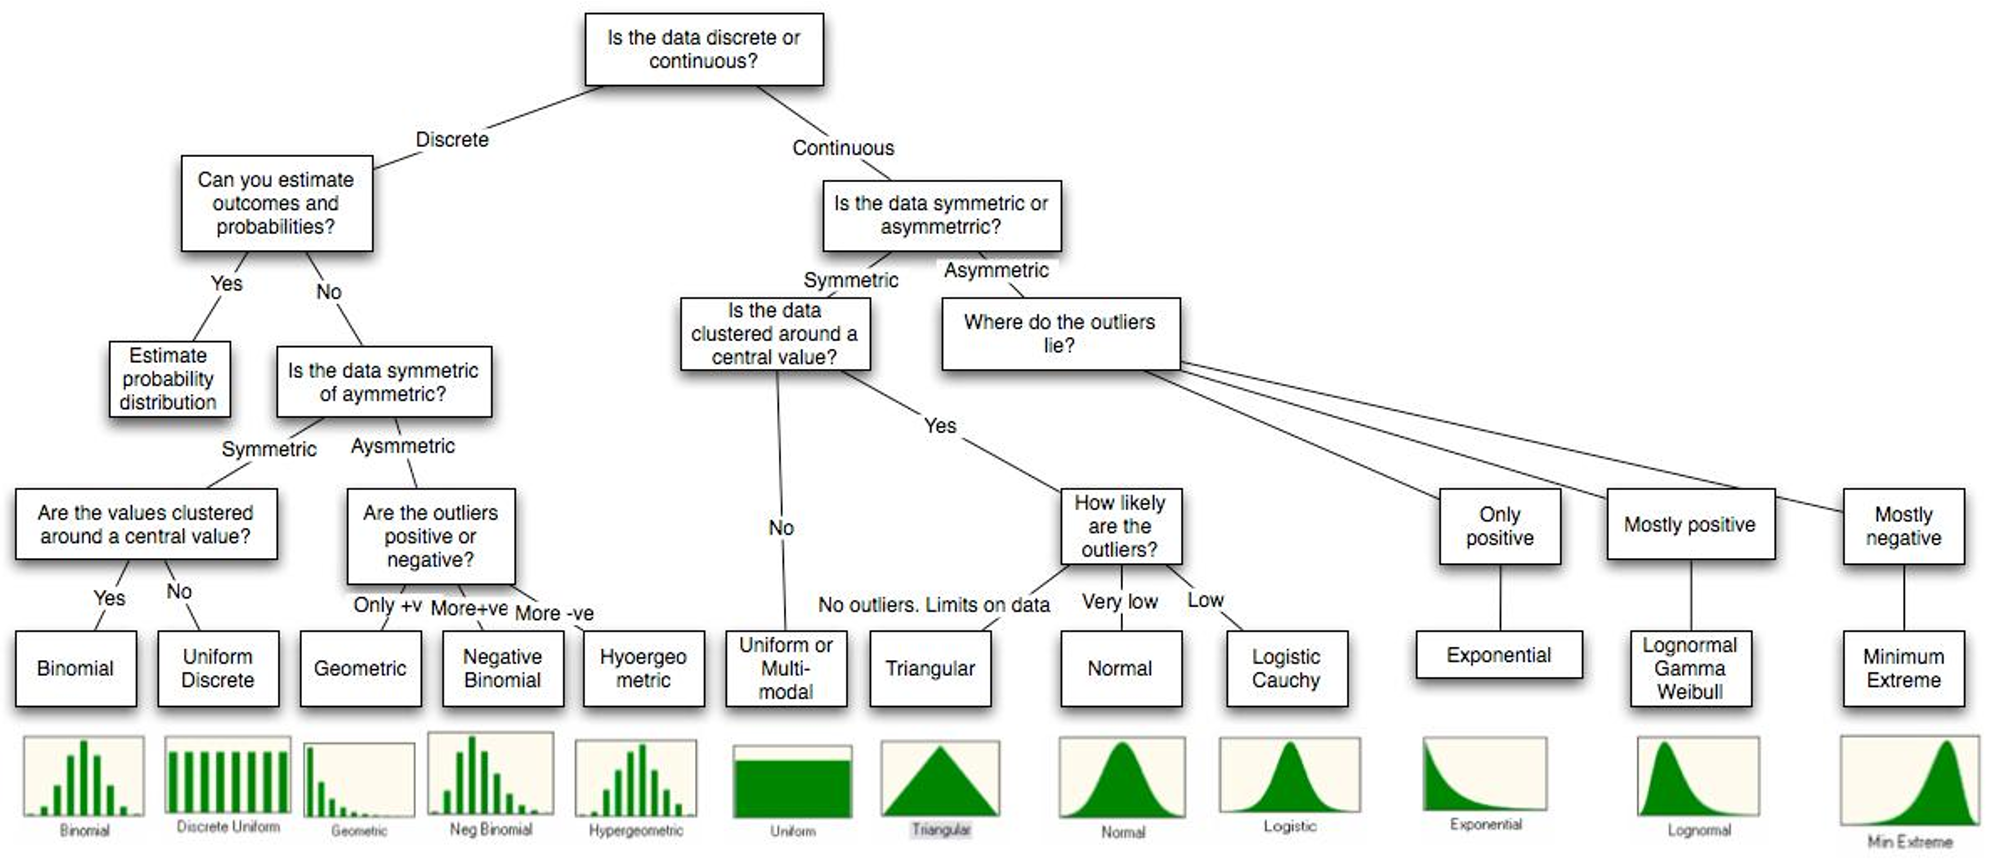 Is the data discrete or
continuous?
Discrete
Continuous
Can you estimate
outcomes and
probabilities?
Is the data symmetric or
asymmetrric?
Yes
No
Symmetric
Asymmetric
Estimate
probability
distribution
Is the data symmetric
of aymmetric?
Is the data
clustered around a
central value?
Where do the outliers
lie?
Symmetric
Aysmmetric
Yes
No
Are the values clustered
around a central value?
Are the outliers
positive or
negative?
How likely
are the
outliers?
Only
positive
Mostly positive
Mostly
negative
Yes
No
Only +v
More+ve
More -ve
No outliers. Limits on data
Very low
Low
Binomial
Uniform
Discrete
Geometric
Negative
Binomial
Hyoergeo
metric
Uniform or
Multi-
modal
Triangular
Normal
Logistic
Cauchy
Exponential
Lognormal
Gamma
Weibull
Minimum
Extreme
Binomial
Discrete Uniform
Geometric
Neg Binomial
Hypergeometric
Uniform
Triangular
Normal
Logistic
Exponential
Lognormal
Min Extreme